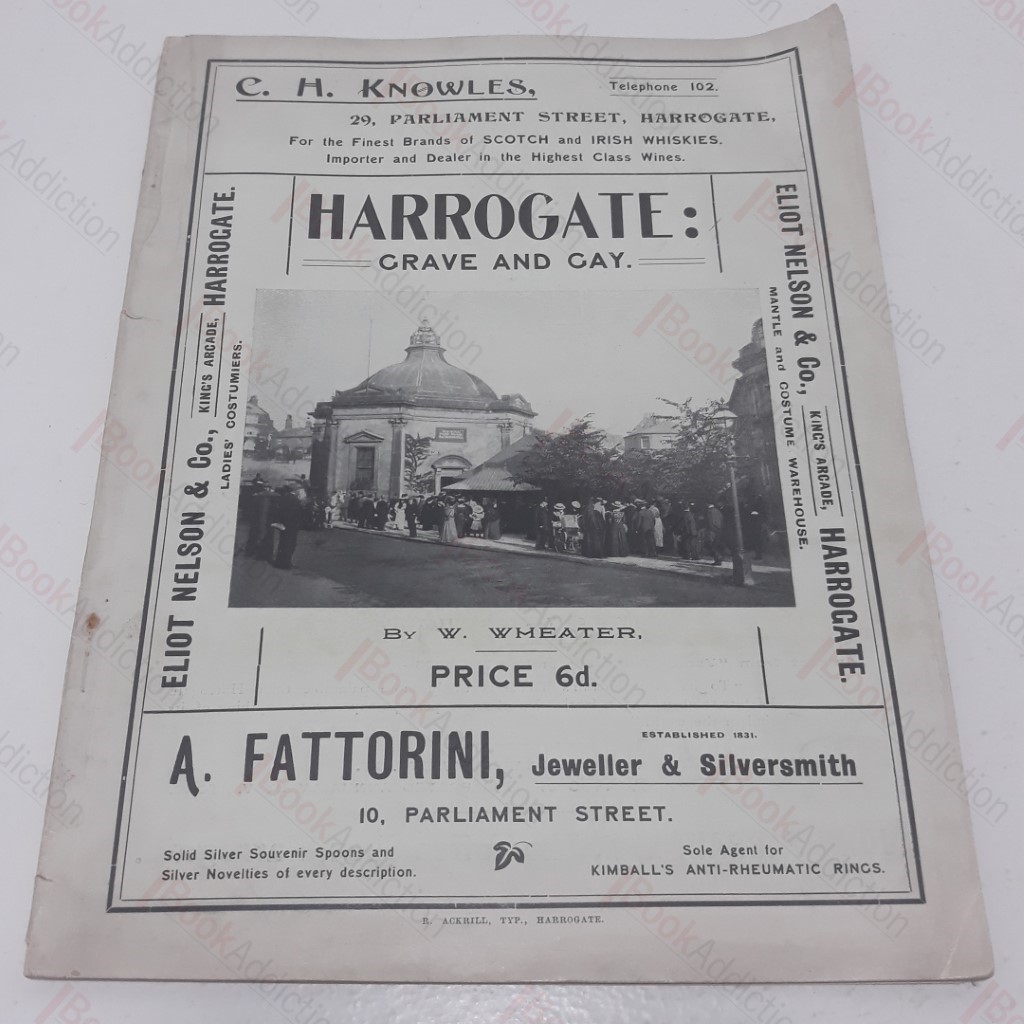 C. H. KNOWLES,
Telephone 102.
29, PARLIAMENT STREET, HARROGATE,
For the Finest Brands of SCOTCH and IRISH WHISKIES.
Importer and Dealer in the Highest Class Wines.
ELIOT NELSON & Co., KING'S ARCADE, HARROGATE.
LADIES' COSTUMIERS.
HARROGATE:
GRAVE AND GAY.
ELIOT NELSON & Co., KING'S ARCADE, HARROGATE.
MANTLE and COSTUME WAREHOUSE.
By W. WHEATER,
PRICE 6d.
A. FATTORINI,
ESTABLISHED 1831.
Jeweller & Silversmith
10, PARLIAMENT STREET.
Solid Silver Souvenir Spoons and
Silver Novelties of every description.
Sole Agent for
KIMBALL'S ANTI-RHEUMATIC RINGS.
R. ACKRILL, TYP., HARROGATE.
BookAddiction